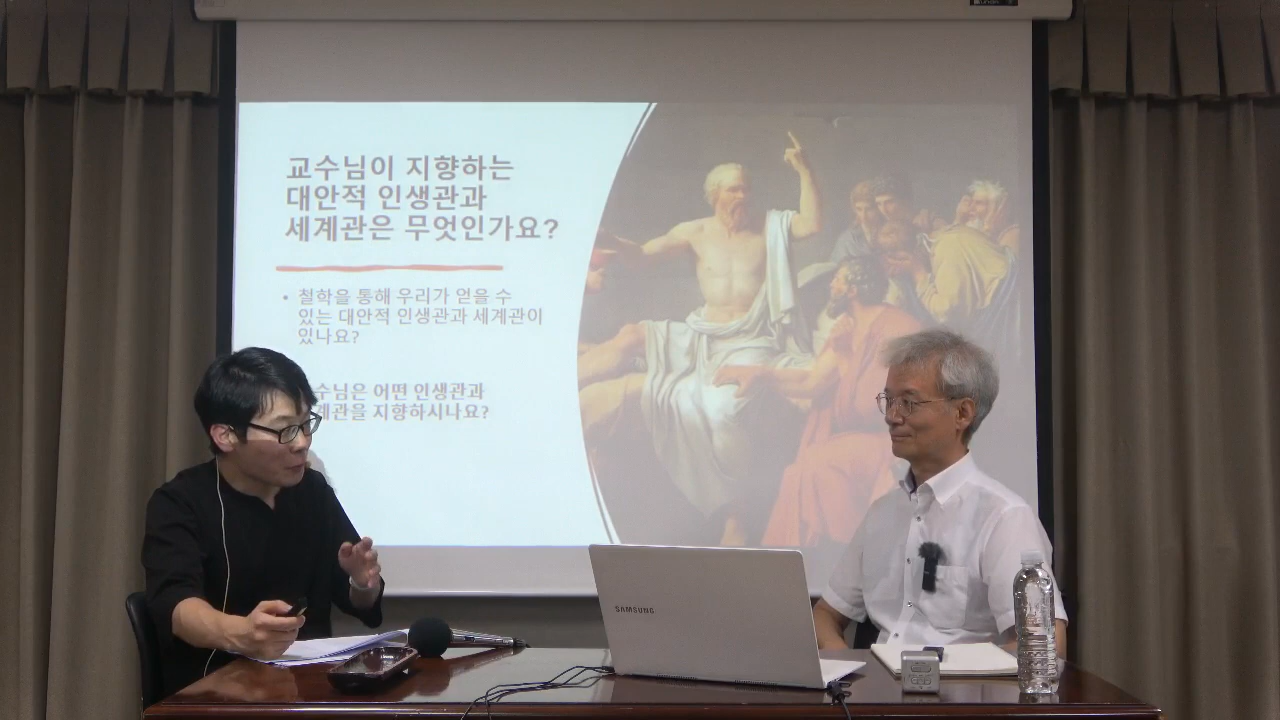 교수님이 지향하는
대안적 인생관과
세계관은 무엇인가요?
• 철학을 통해 우리가 얻을 수
있는 대안적 인생관과 세계관이
있나요?
수님은 어떤 인생관과
계관을 지향하시나요?
SAMSUNG